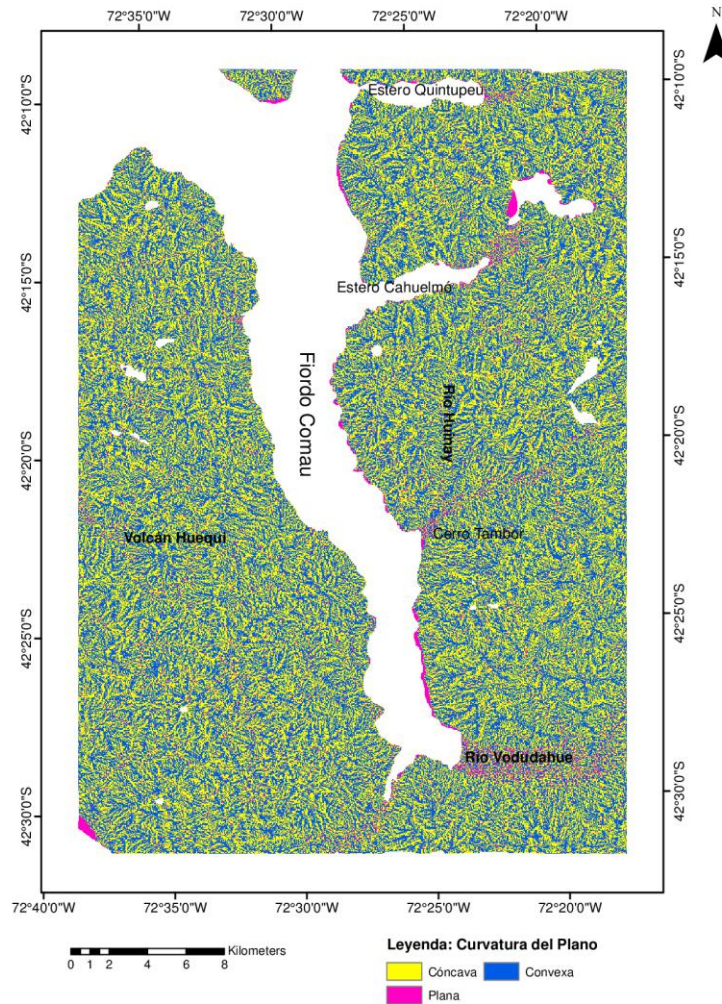 72°35'0"W 72°30'0"W 72°25'0"W 72°20'0"W
N
42°10'0"S
42°10'0"S
Estero Quintupeu
42°15'0"S
42°15'0"S
Estero Cahuelmó
Fiordo Comau
Río Humay
42°20'0"S
42°20'0"S
Volcán Huequi
Cerro Tambor
42°25'0"S
42°25'0"S
Río Vodudahue
42°30'0"S
42°30'0"S
72°40'0"W 72°35'0"W 72°30'0"W 72°25'0"W 72°20'0"W
Kilometers
0 1 2 4 6 8
Leyenda: Curvatura del Plano
Cóncava Convexa
Plana